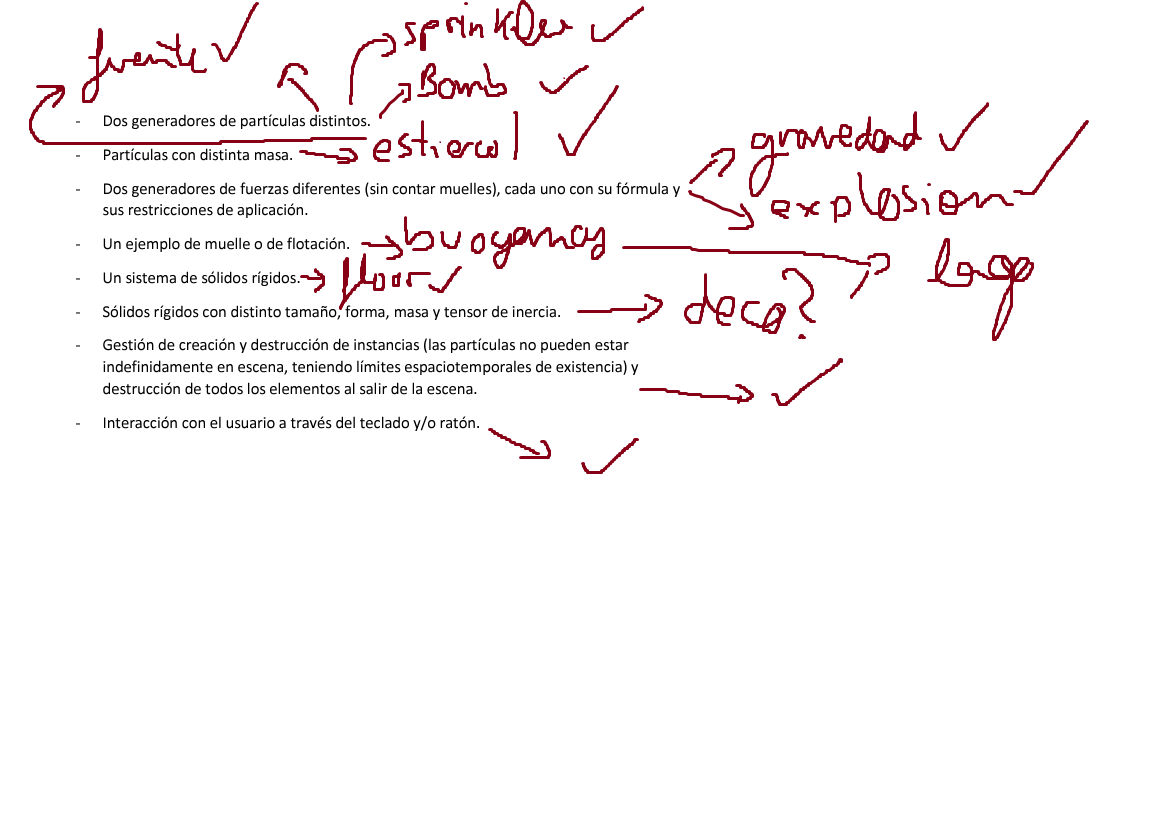 sprinkler
fuente
Bomb
- Dos generadores de partículas distintos.
- Partículas con distinta masa.
estiercol
gravedad
- Dos generadores de fuerzas diferentes (sin contar muelles), cada uno con su fórmula y
sus restricciones de aplicación.
explosion
- Un ejemplo de muelle o de flotación.
buoyancy
lago
- Un sistema de sólidos rígidos.
floor
- Sólidos rígidos con distinto tamaño, forma, masa y tensor de inercia.
deco?
- Gestión de creación y destrucción de instancias (las partículas no pueden estar
indefinidamente en escena, teniendo límites espaciotemporales de existencia) y
destrucción de todos los elementos al salir de la escena.
- Interacción con el usuario a través del teclado y/o ratón.